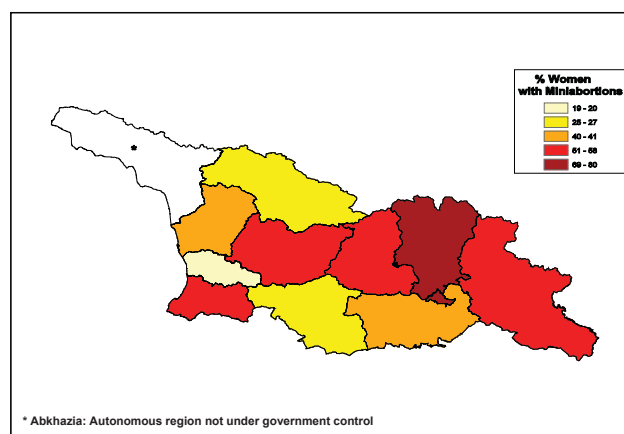 % Women
with Miniabortions
19 - 20
25 - 27
40 - 41
51 - 58
69 - 80
*
* Abkhazia: Autonomous region not under government control